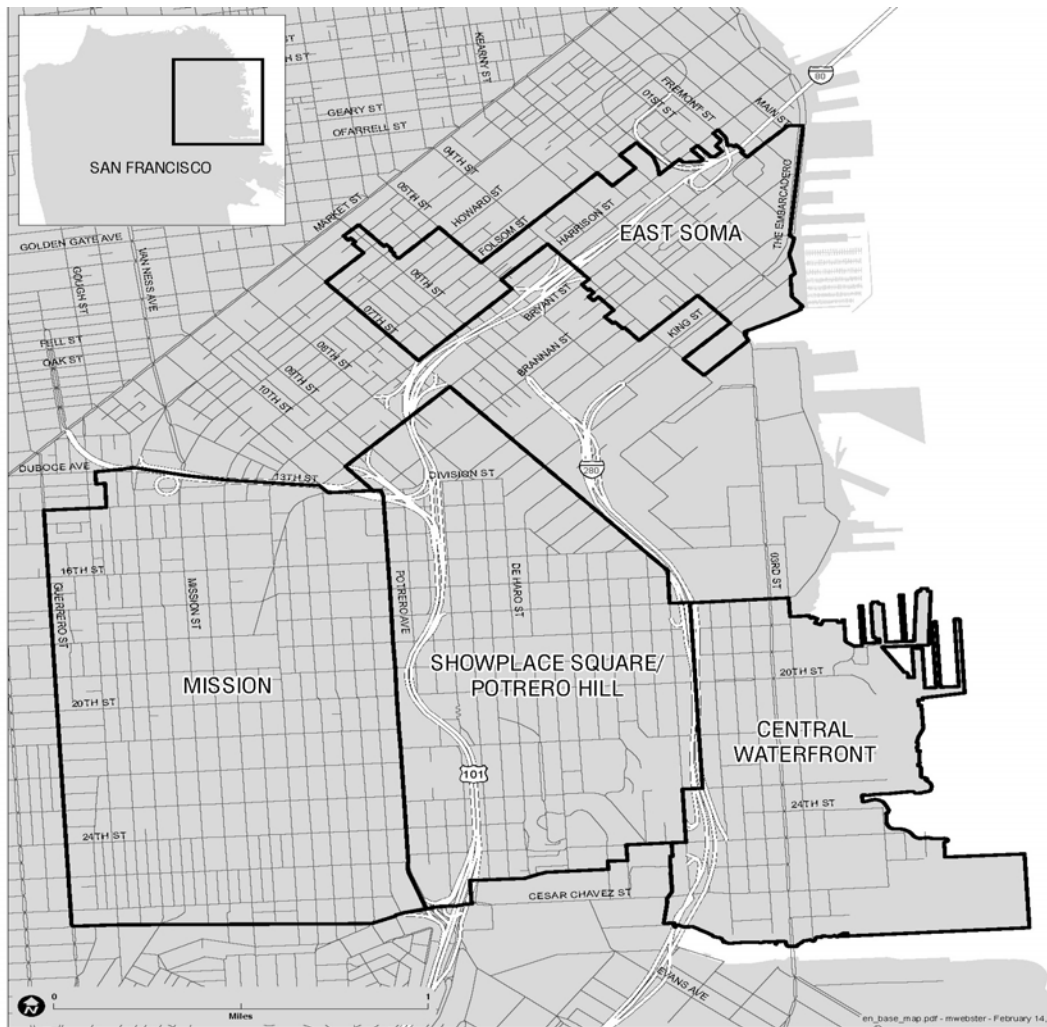 SAN FRANCISCO
KEARNY ST
GEARY ST
OFARRELL ST
80
FREMONT ST
01ST ST
MAIN ST
04TH ST
05TH ST
HOWARD ST
MARKET ST
FOLSOM ST
HARRISON ST
THE EMBARCADERO
EAST SOMA
GOLDEN GATE AVE
VAN NESS AVE
GOUGH ST
06TH ST
07TH ST
BRYANT ST
KING ST
FELL ST
OAK ST
08TH ST
09TH ST
10TH ST
BRANNAN ST
DUBOCE AVE
13TH ST
DIVISION ST
280
16TH ST
GUERRERO ST
MISSION ST
POTRERO AVE
DE HARO ST
03RD ST
MISSION
SHOWPLACE SQUARE/
POTRERO HILL
20TH ST
20TH ST
CENTRAL
WATERFRONT
101
24TH ST
24TH ST
CESAR CHAVEZ ST
EVANS AVE
N
0
1
Miles
en_base_map.pdf - mwebster - February 14,